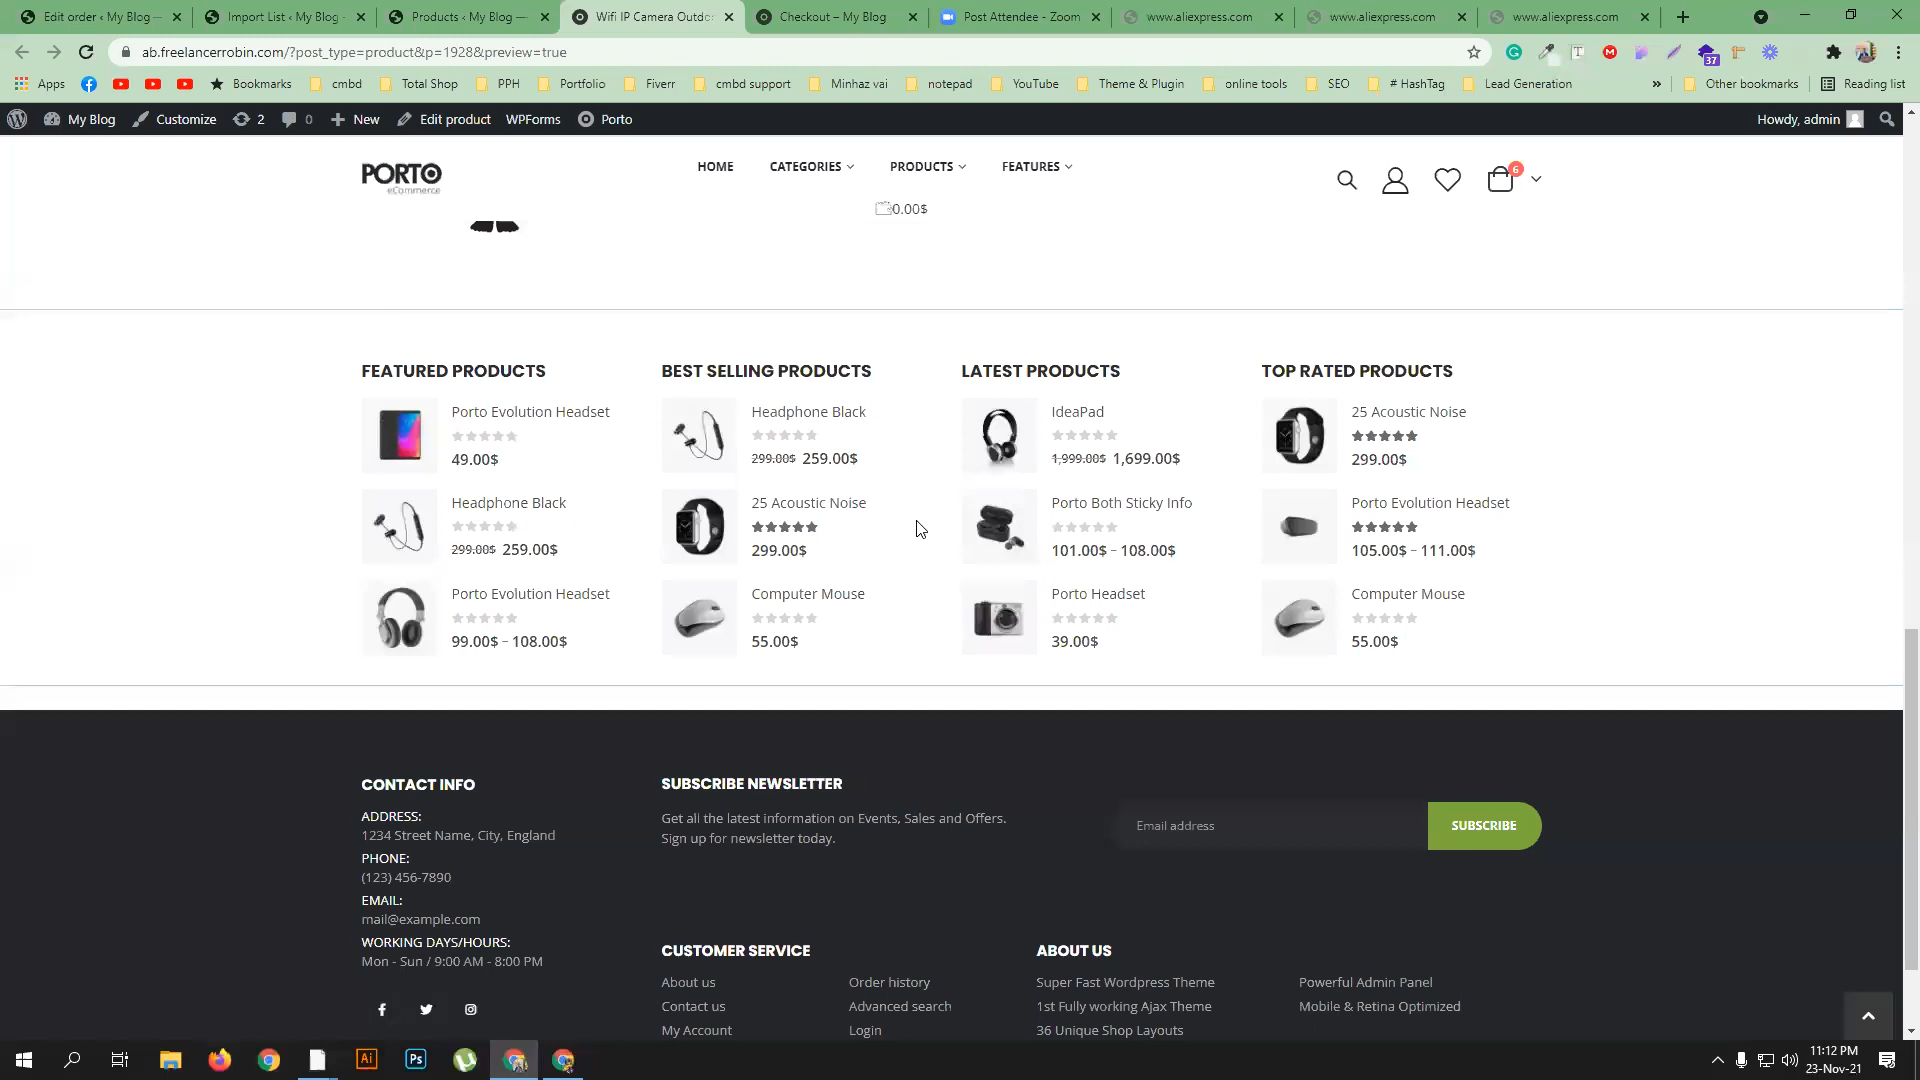 Edit order ‹ My Blog —
Import List ‹ My Blog -
Products ‹ My Blog —
Wifi IP Camera Outdo
Checkout – My Blog
Post Attendee - Zoom
www.aliexpress.com
www.aliexpress.com
www.aliexpress.com
ab.freelancerrobin.com/?post_type=product&p=1928&preview=true
37
Apps
Bookmarks
cmbd
Total Shop
PPH
Portfolio
Fiverr
cmbd support
Minhaz vai
notepad
YouTube
Theme & Plugin
online tools
SEO
# HashTag
Lead Generation
»
Other bookmarks
Reading list
My Blog
Customize
2
0
New
Edit product
WPForms
Porto
Howdy, admin
PORTO
eCommerce
HOME
CATEGORIES
PRODUCTS
FEATURES
6
0.00$
FEATURED PRODUCTS
Porto Evolution Headset
49.00$
Headphone Black
299.00$ 259.00$
Porto Evolution Headset
99.00$ – 108.00$
BEST SELLING PRODUCTS
Headphone Black
299.00$ 259.00$
25 Acoustic Noise
299.00$
Computer Mouse
55.00$
LATEST PRODUCTS
IdeaPad
1,999.00$ 1,699.00$
Porto Both Sticky Info
101.00$ – 108.00$
Porto Headset
39.00$
TOP RATED PRODUCTS
25 Acoustic Noise
299.00$
Porto Evolution Headset
105.00$ – 111.00$
Computer Mouse
55.00$
CONTACT INFO
ADDRESS:
1234 Street Name, City, England
PHONE:
(123) 456-7890
EMAIL:
mail@example.com
WORKING DAYS/HOURS:
Mon - Sun / 9:00 AM - 8:00 PM
SUBSCRIBE NEWSLETTER
Get all the latest information on Events, Sales and Offers.
Sign up for newsletter today.
Email address
SUBSCRIBE
CUSTOMER SERVICE
About us
Contact us
My Account
Order history
Advanced search
Login
ABOUT US
Super Fast Wordpress Theme
1st Fully working Ajax Theme
36 Unique Shop Layouts
Powerful Admin Panel
Mobile & Retina Optimized
Ai
Ps
11:12 PM
23-Nov-21